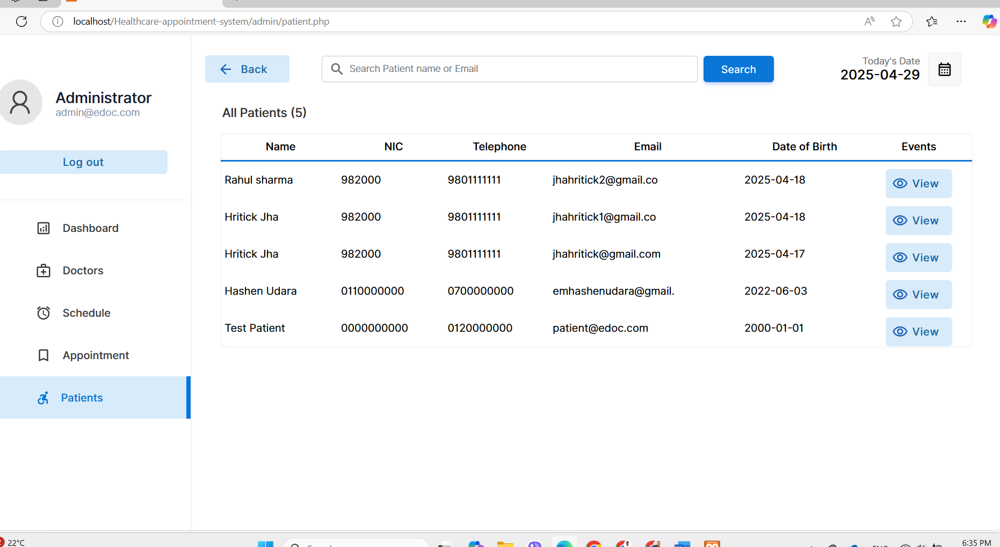 localhost/Healthcare-appointment-system/admin/patient.php
Administrator
admin@edoc.com
Log out
Dashboard
Doctors
Schedule
Appointment
Patients
Back
Search Patient name or Email
Search
Today's Date
2025-04-29
All Patients (5)
Name NIC Telephone Email Date of Birth Events
Rahul sharma 982000 9801111111 jhahritick2@gmail.co 2025-04-18 View
Hritick Jha 982000 9801111111 jhahritick1@gmail.co 2025-04-18 View
Hritick Jha 982000 9801111111 jhahritick@gmail.com 2025-04-17 View
Hashen Udara 0110000000 0700000000 emhashenudara@gmail. 2022-06-03 View
Test Patient 0000000000 0120000000 patient@edoc.com 2000-01-01 View
22°C
6:35 PM